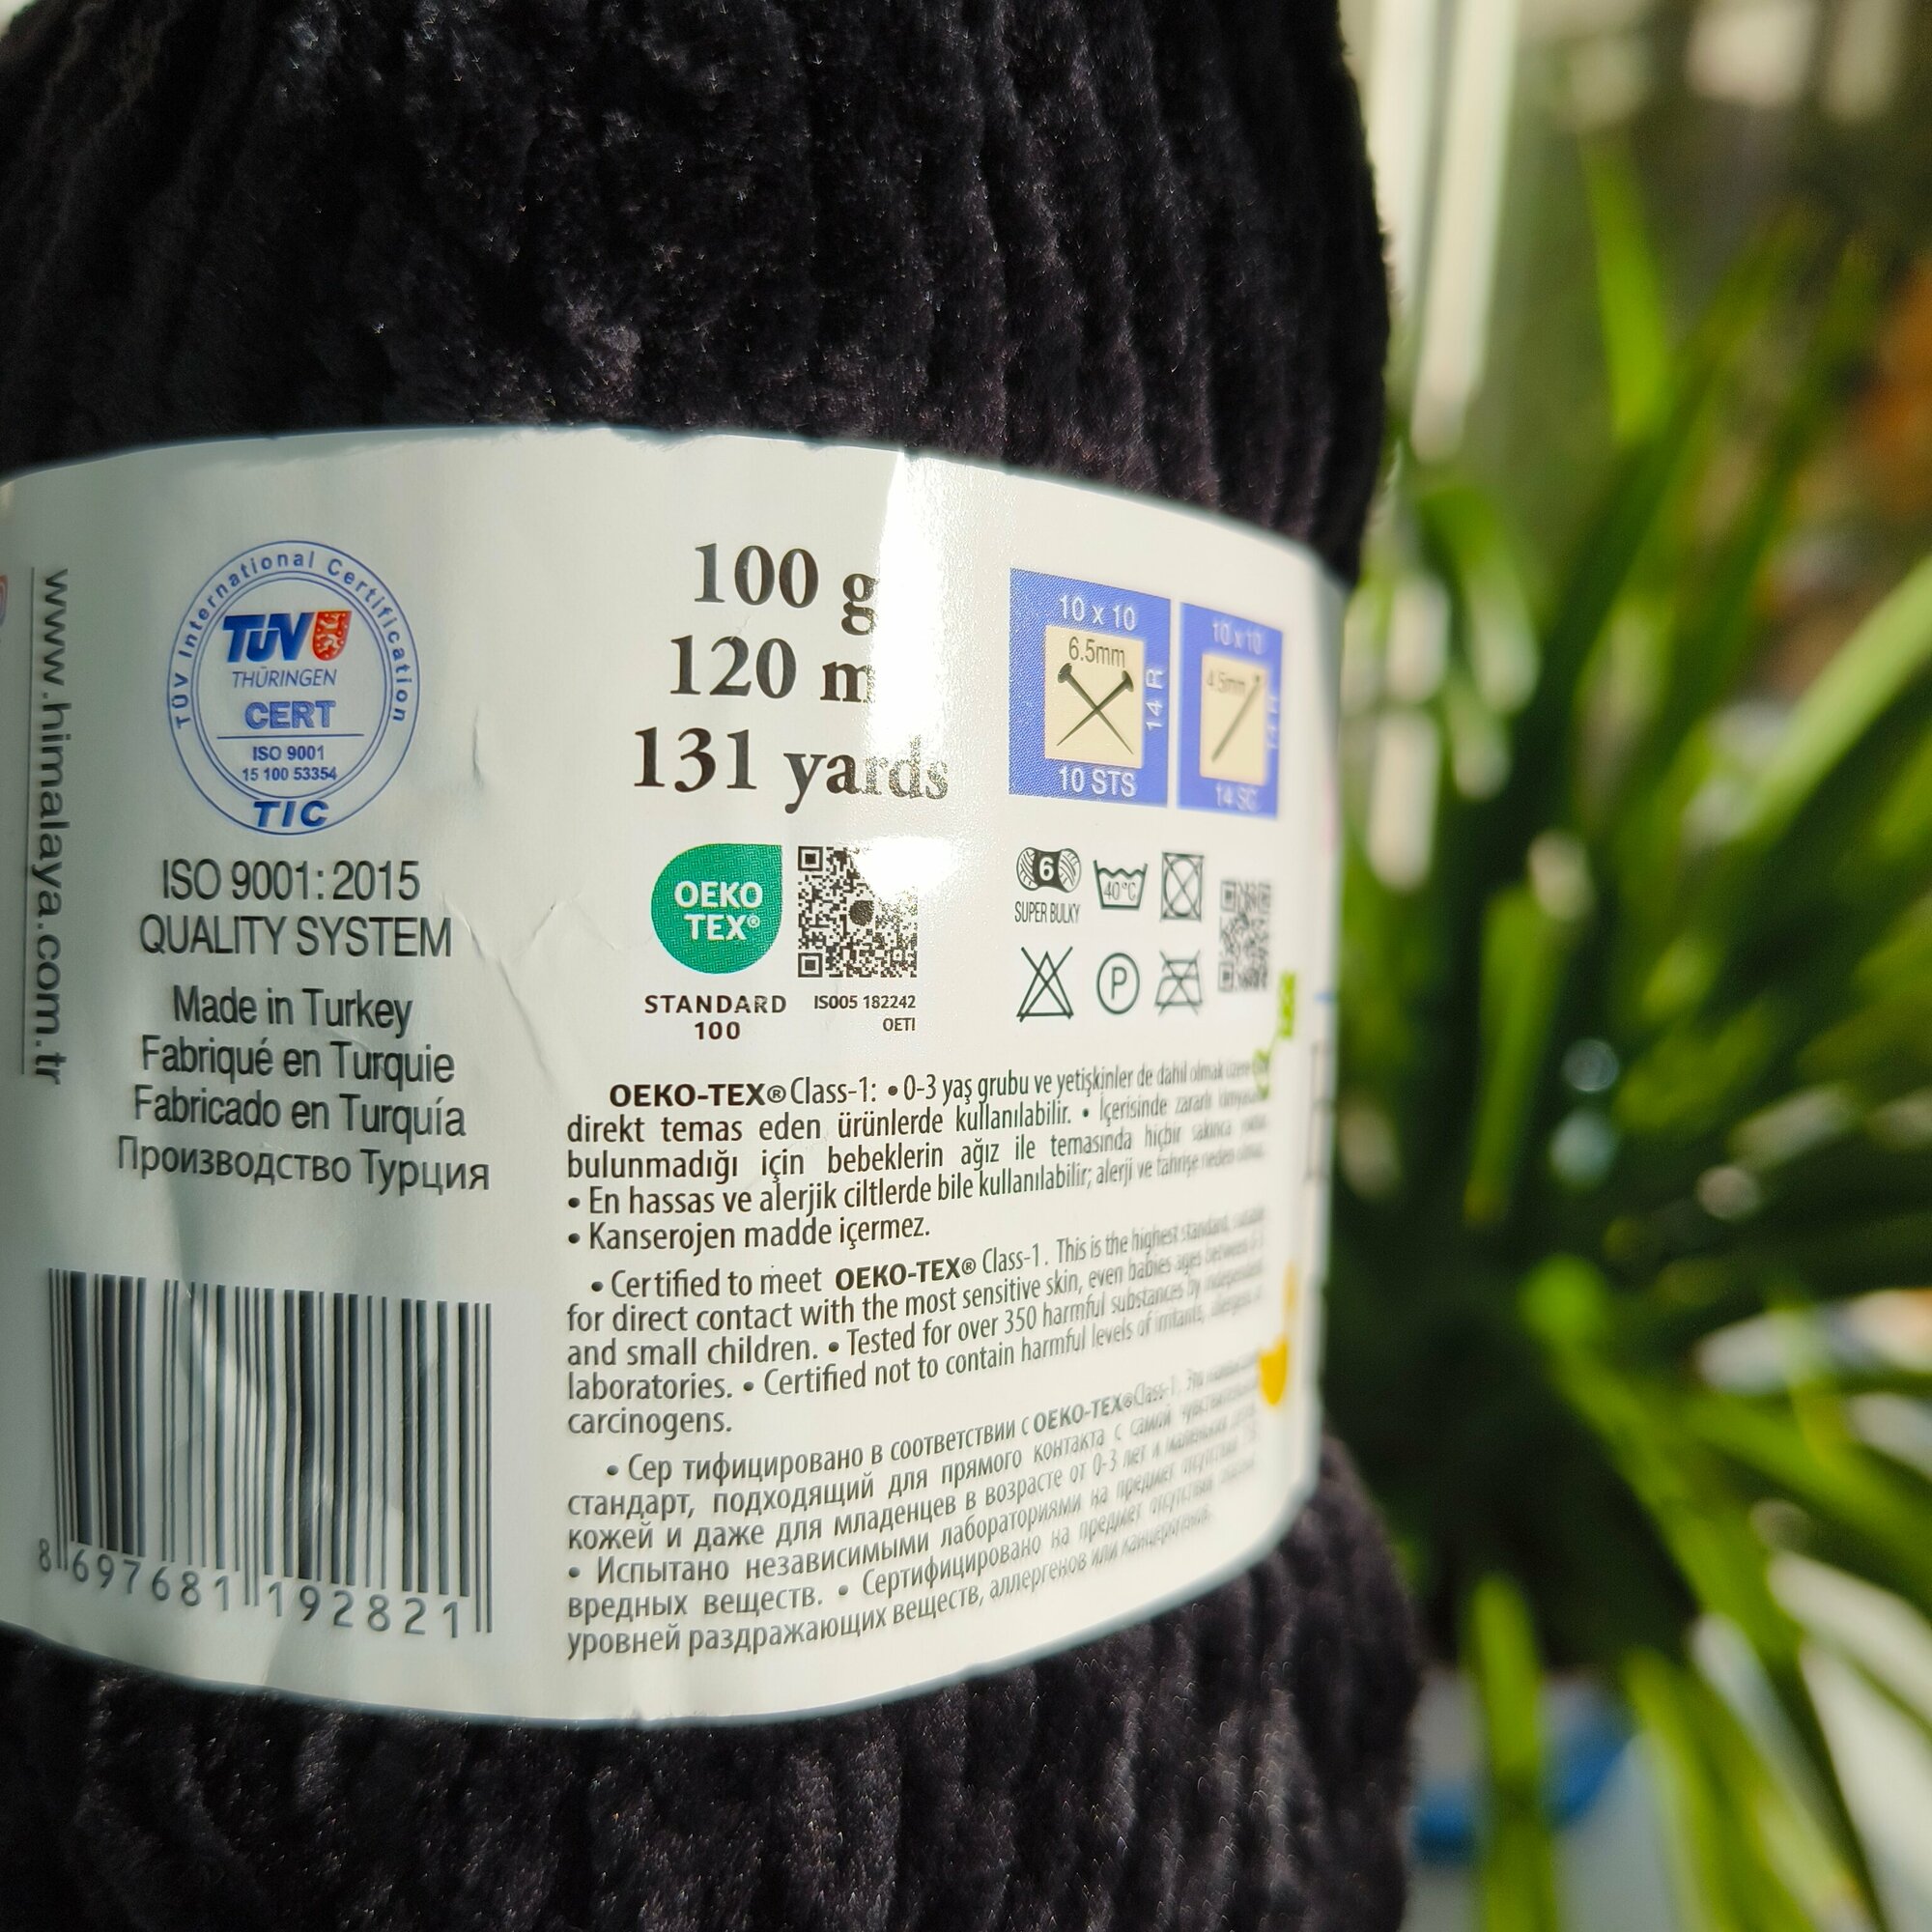 www.himalaya.com.tr
TÜV International Certification
TÜV
THÜRINGEN
CERT
ISO 9001
15 100 53354
TIC
ISO 9001:2015
QUALITY SYSTEM
Made in Turkey
Fabriqué en Turquie
Fabricado en Turquía
Производство Турция
8 697681 192821
100 g
120 m
131 yards
OEKO
TEX®
STANDARD
100
IS005 182242
OETI
10 x 10
6.5mm
14 R
10 STS
10 x 10
4.5mm
14 SC
6
SUPER BULKY
40°C
P
OEKO-TEX® Class-1: • 0-3 yaş grubu ve yetişkinler de dahil olmak üzere
direkt temas eden ürünlerde kullanılabilir. • İçerisinde zararlı
bulunmadığı için bebeklerin ağız ile temasında hiçbir sakınca yoktur
• En hassas ve alerjik ciltlerde bile kullanılabilir; alerji ve tahrişe neden olmaz.
• Kanserojen madde içermez.
• Certified to meet OEKO-TEX® Class-1. This is the highest standard, suitable
for direct contact with the most sensitive skin, even babies ages between 0-3
and small children. • Tested for over 350 harmful substances by independent
laboratories. • Certified not to contain harmful levels of irritants, allergens or
carcinogens.
• Сер тифицировано в соответствии с OEKO-TEX® Class-1. Это
стандарт, подходящий для прямого контакта с самой чувствительной
кожей и даже для младенцев в возрасте от 0-3 лет и маленьких детей.
• Испытано независимыми лабораториями на предмет отсутствия
вредных веществ. • Сертифицировано на предмет отсутствия
уровней раздражающих веществ, аллергенов или канцерогенов.